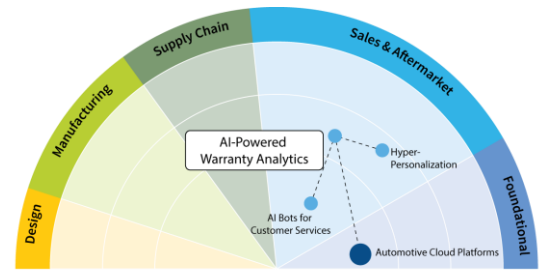 Supply Chain
Sales & Aftermarket
Manufacturing
AI-Powered
Warranty Analytics
Hyper-
Personalization
Foundational
Design
AI Bots for
Customer Services
Automotive Cloud Platforms